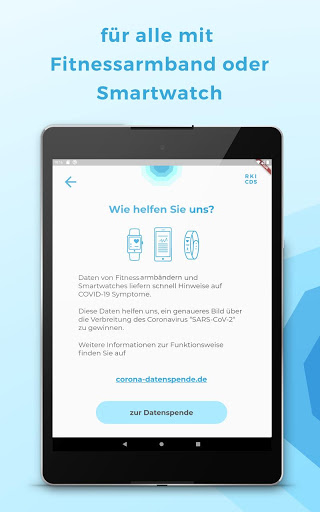 für alle mit
Fitnessarmband oder
Smartwatch
RKI
CDS
Wie helfen Sie uns?
Daten von Fitnessarmbändern und
Smartwatches liefern schnell Hinweise auf
COVID-19 Symptome.
Diese Daten helfen uns, ein genaueres Bild über
die Verbreitung des Coronavirus "SARS-CoV-2"
zu gewinnen.
Weitere Informationen zur Funktionsweise
finden Sie auf
corona-datenspende.de
zur Datenspende